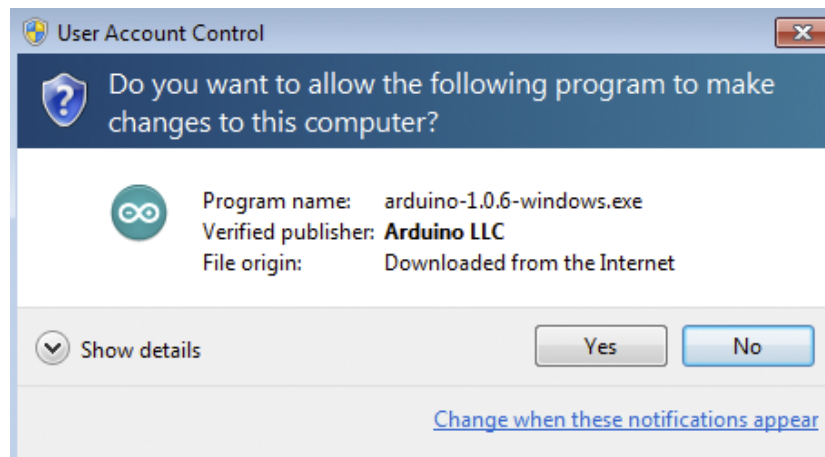 User Account Control
Do you want to allow the following program to make
changes to this computer?
Program name: arduino-1.0.6-windows.exe
Verified publisher: Arduino LLC
File origin: Downloaded from the Internet
Show details
Yes No
Change when these notifications appear